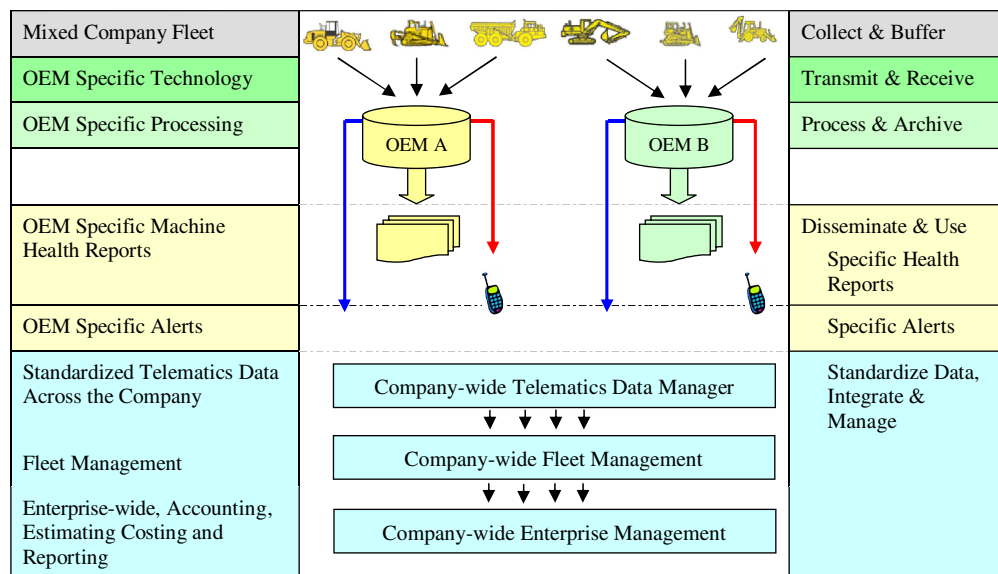 Mixed Company Fleet
Collect & Buffer
OEM Specific Technology
Transmit & Receive
OEM Specific Processing
Process & Archive
OEM A
OEM B
OEM Specific Machine
Health Reports
Disseminate & Use
Specific Health
Reports
OEM Specific Alerts
Specific Alerts
Standardized Telematics Data
Across the Company
Company-wide Telematics Data Manager
Standardize Data,
Integrate &
Manage
Fleet Management
Company-wide Fleet Management
Enterprise-wide, Accounting,
Estimating Costing and
Reporting
Company-wide Enterprise Management